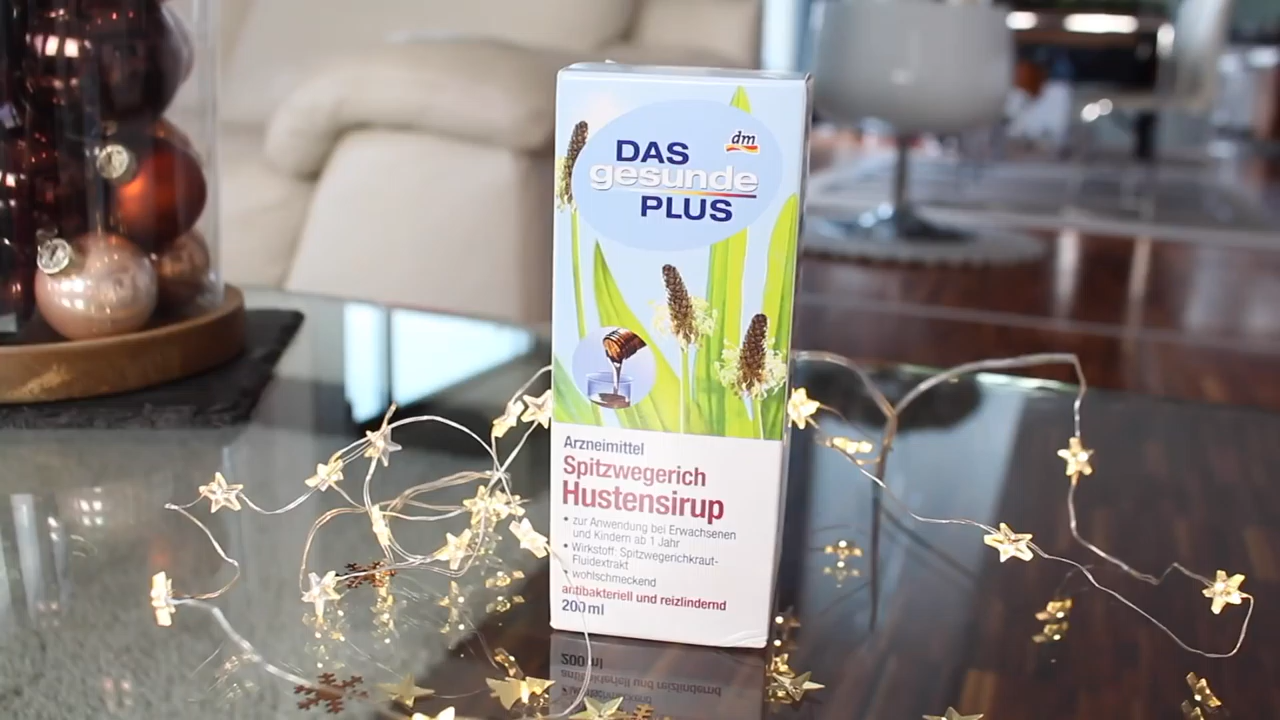 dm
DAS
gesunde
PLUS
Arzneimittel
Spitzwegerich
Hustensirup
• zur Anwendung bei Erwachsenen
und Kindern ab 1 Jahr
• Wirkstoff: Spitzwegerichkraut-
Fluidextrakt
• wohlschmeckend
antibakteriell und reizlindernd
200 ml